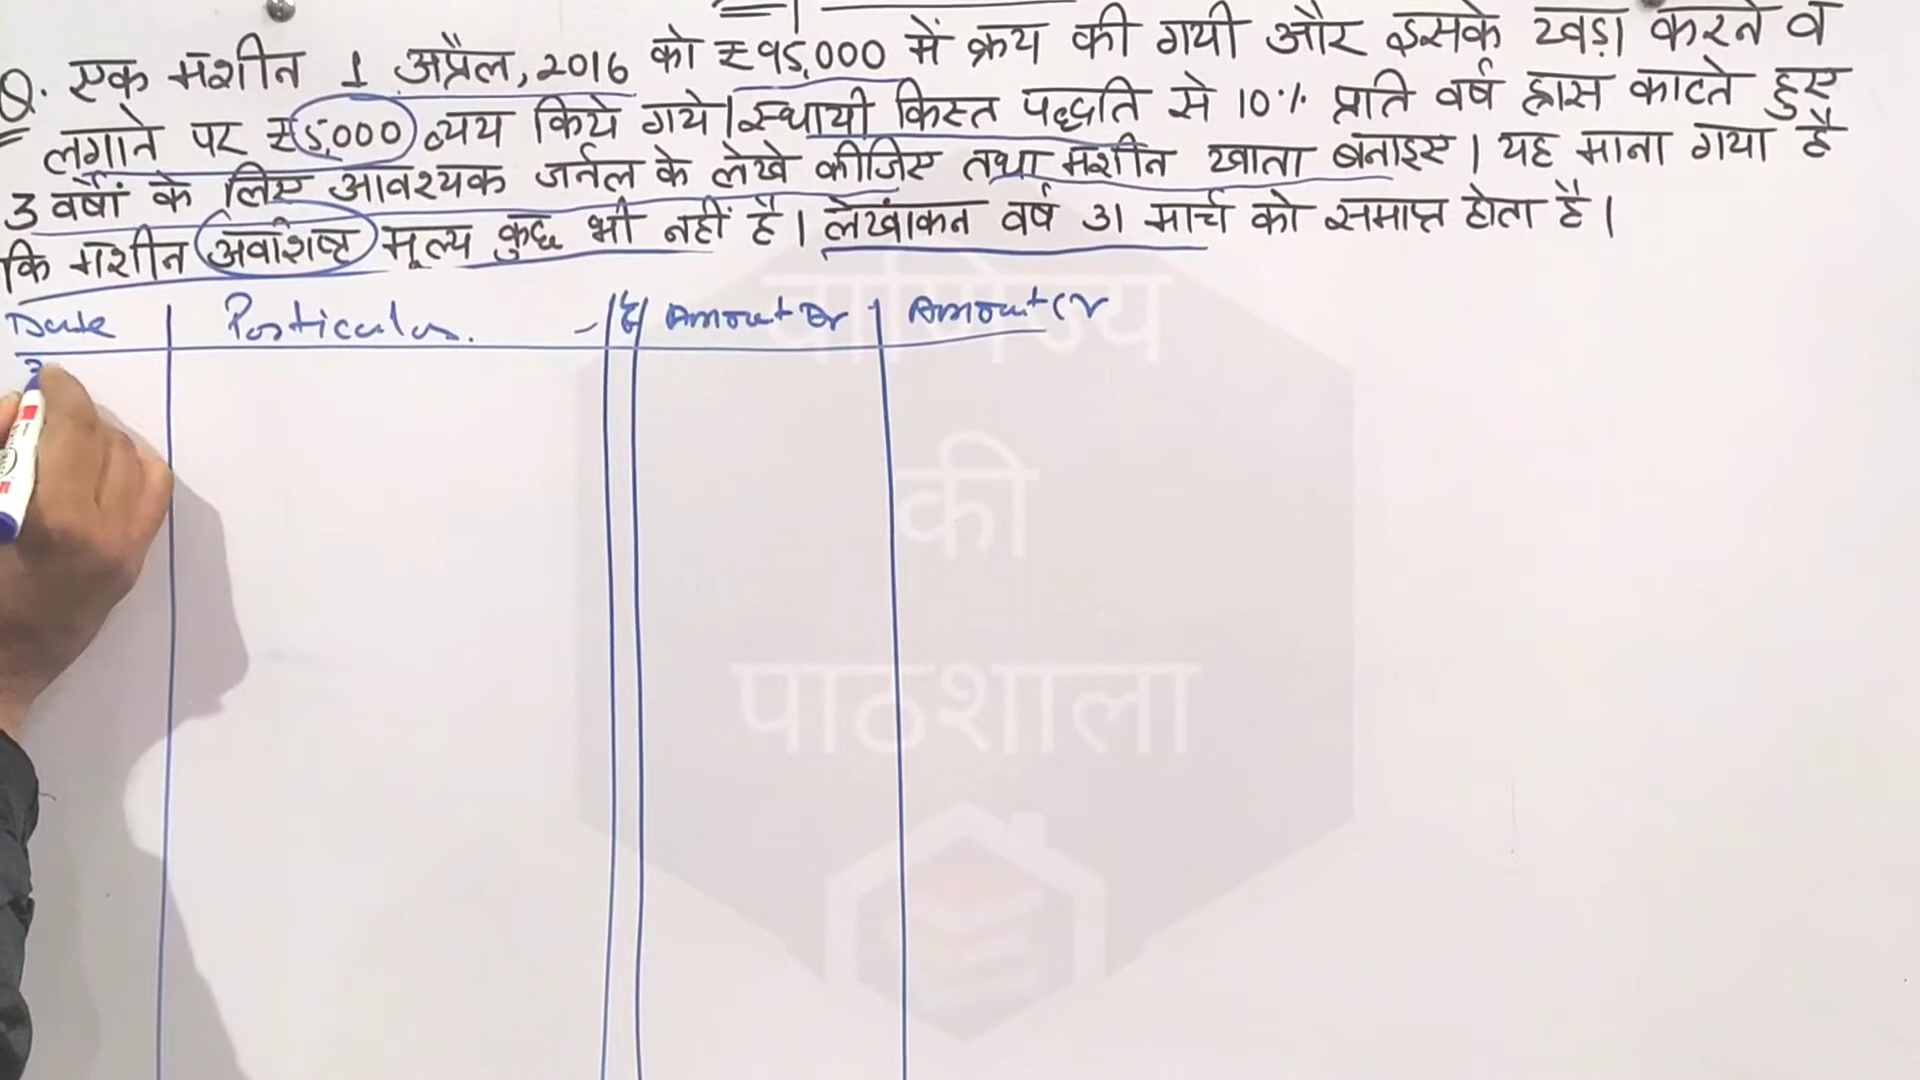 Q. एक मशीन 1 अप्रैल, 2016 को ₹95,000 में क्रय की गयी और इसके खड़ा करने व
लगाने पर ₹5,000 व्यय किये गये। स्थायी किस्त पद्धति से 10% प्रति वर्ष ह्रास काटते हुए
3 वर्षों के लिए आवश्यक जर्नल के लेखे कीजिए तथा मशीन खाता बनाइए। यह माना गया है
कि मशीन अवशिष्ट मूल्य कुछ भी नहीं है। लेखांकन वर्ष 31 मार्च को समाप्त होता है।
Date Particulars. Amount Dr Amount Cr
वाणिज्य
की
पाठशाला